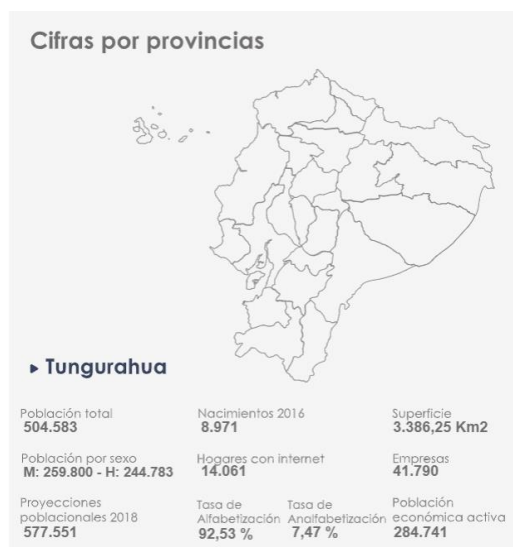 Cifras por provincias
▸ Tungurahua
Población total
504.583
Nacimientos 2016
8.971
Superficie
3.386,25 Km2
Población por sexo
M: 259.800 - H: 244.783
Hogares con internet
14.061
Empresas
41.790
Proyecciones
poblacionales 2018
577.551
Tasa de
Alfabetización
92,53 %
Tasa de
Analfabetización
7,47 %
Población
económica activa
284.741